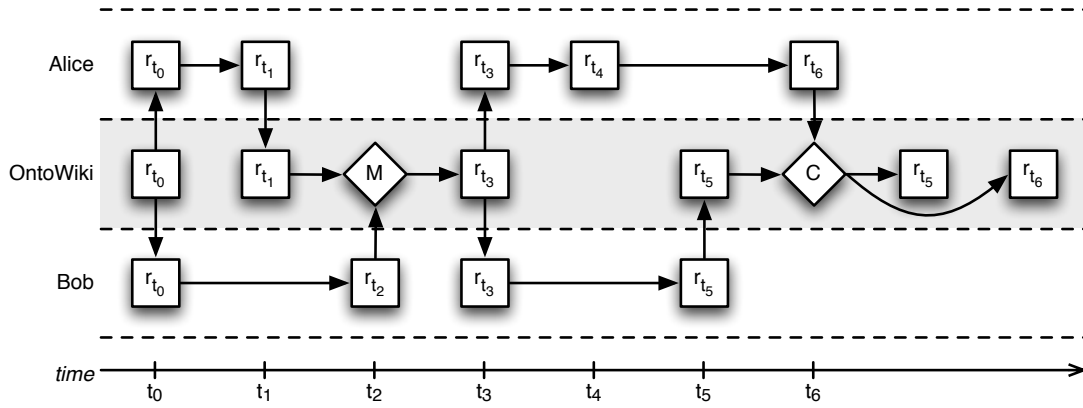 Alice r_t0 r_t1 r_t3 r_t4 r_t6
OntoWiki r_t0 r_t1 M r_t3 r_t5 C r_t5 r_t6
Bob r_t0 r_t2 r_t3 r_t5
time t0 t1 t2 t3 t4 t5 t6